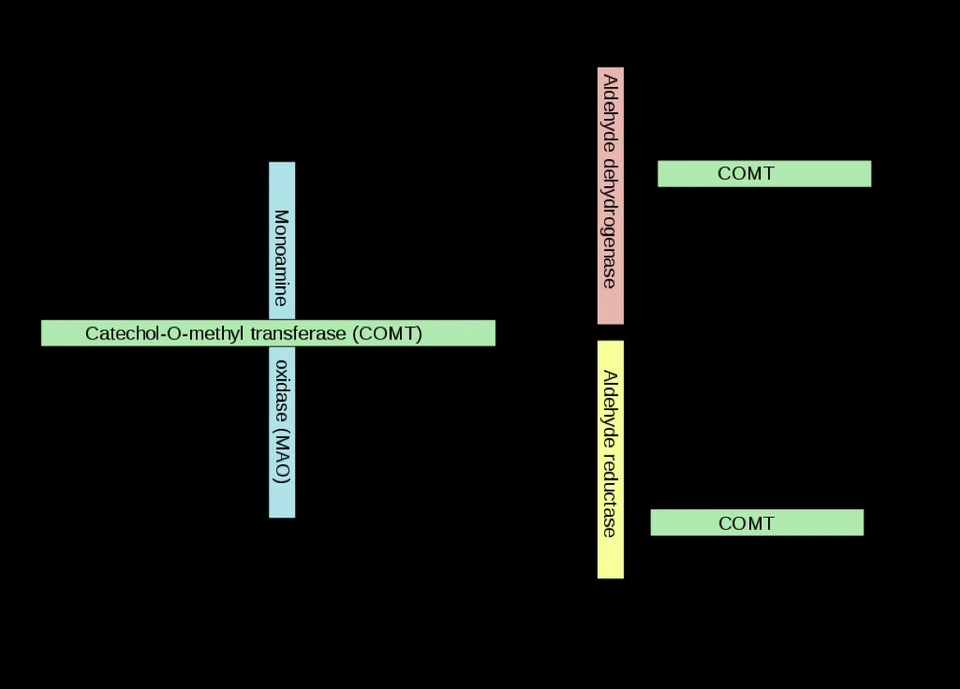 Monoamine
Catechol-O-methyl transferase (COMT)
oxidase (MAO)
Aldehyde dehydrogenase
COMT
Aldehyde reductase
COMT